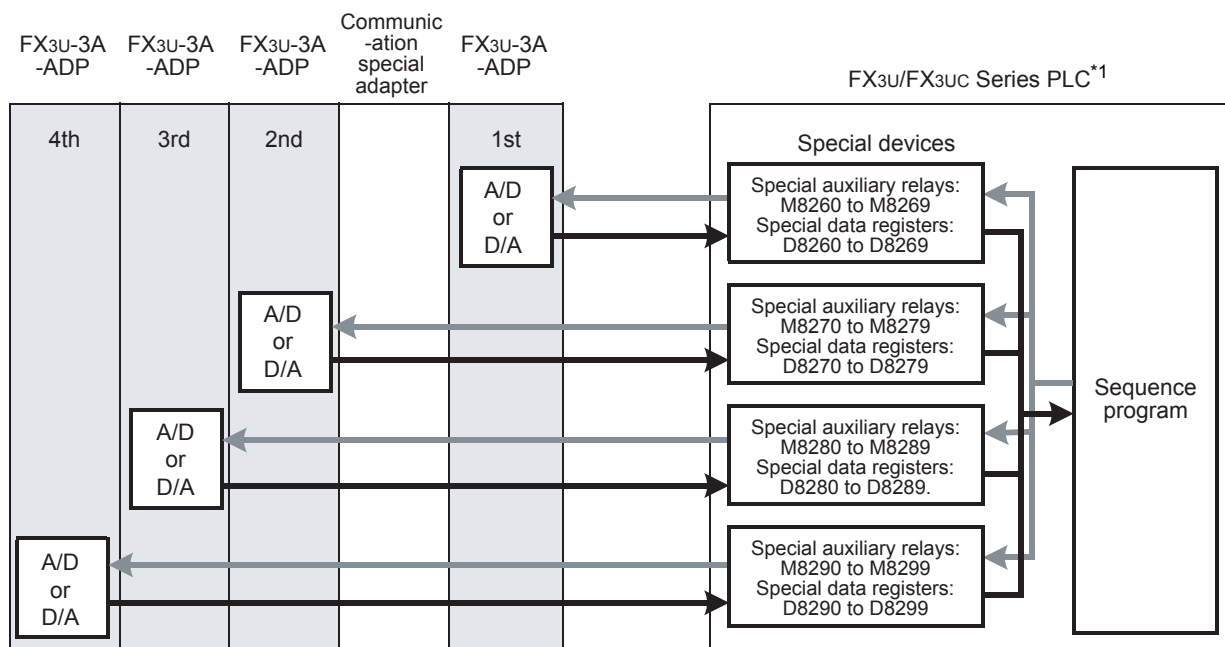 FX3U-3A
-ADP
FX3U-3A
-ADP
FX3U-3A
-ADP
Communic
-ation
special
adapter
FX3U-3A
-ADP
FX3U/FX3UC Series PLC*1
4th
3rd
2nd
1st
Special devices
A/D
or
D/A
Special auxiliary relays:
M8260 to M8269
Special data registers:
D8260 to D8269
A/D
or
D/A
Special auxiliary relays:
M8270 to M8279
Special data registers:
D8270 to D8279
Sequence
program
A/D
or
D/A
Special auxiliary relays:
M8280 to M8289
Special data registers:
D8280 to D8289.
A/D
or
D/A
Special auxiliary relays:
M8290 to M8299
Special data registers:
D8290 to D8299